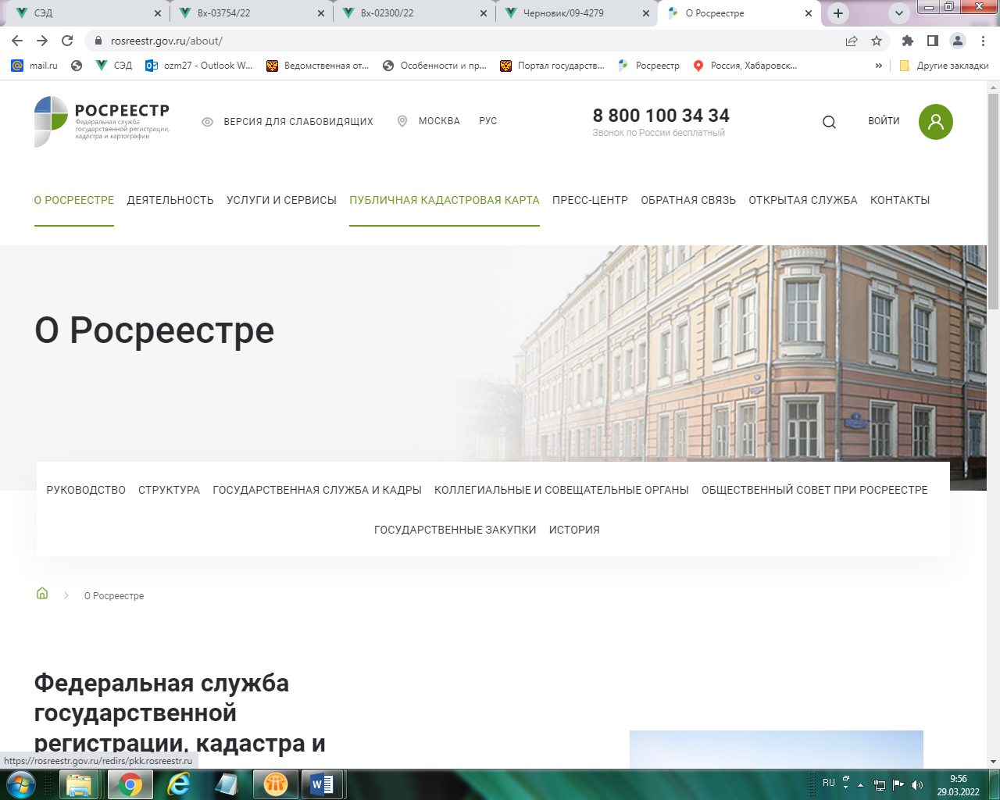 СЭД
Вх-03754/22
Вх-02300/22
Черновик/09-4279
О Росреестре
rosreestr.gov.ru/about/
mail.ru
СЭД
ozm27 - Outlook W...
Ведомственная от...
Особенности и пр...
Портал государств...
Росреестр
Россия, Хабаровск...
»
Другие закладки
РОСРЕЕСТР
Федеральная служба
государственной регистрации,
кадастра и картографии
ВЕРСИЯ ДЛЯ СЛАБОВИДЯЩИХ
МОСКВА
РУС
8 800 100 34 34
Звонок по России бесплатный
ВОЙТИ
О РОСРЕЕСТРЕ ДЕЯТЕЛЬНОСТЬ УСЛУГИ И СЕРВИСЫ ПУБЛИЧНАЯ КАДАСТРОВАЯ КАРТА ПРЕСС-ЦЕНТР ОБРАТНАЯ СВЯЗЬ ОТКРЫТАЯ СЛУЖБА КОНТАКТЫ
О Росреестре
РУКОВОДСТВО СТРУКТУРА ГОСУДАРСТВЕННАЯ СЛУЖБА И КАДРЫ КОЛЛЕГИАЛЬНЫЕ И СОВЕЩАТЕЛЬНЫЕ ОРГАНЫ ОБЩЕСТВЕННЫЙ СОВЕТ ПРИ РОСРЕЕСТРЕ
ГОСУДАРСТВЕННЫЕ ЗАКУПКИ ИСТОРИЯ
О Росреестре
Федеральная служба
государственной
регистрации, кадастра и
https://rosreestr.gov.ru/redirs/pkk.rosreestr.ru
RU
9:56
29.03.2022